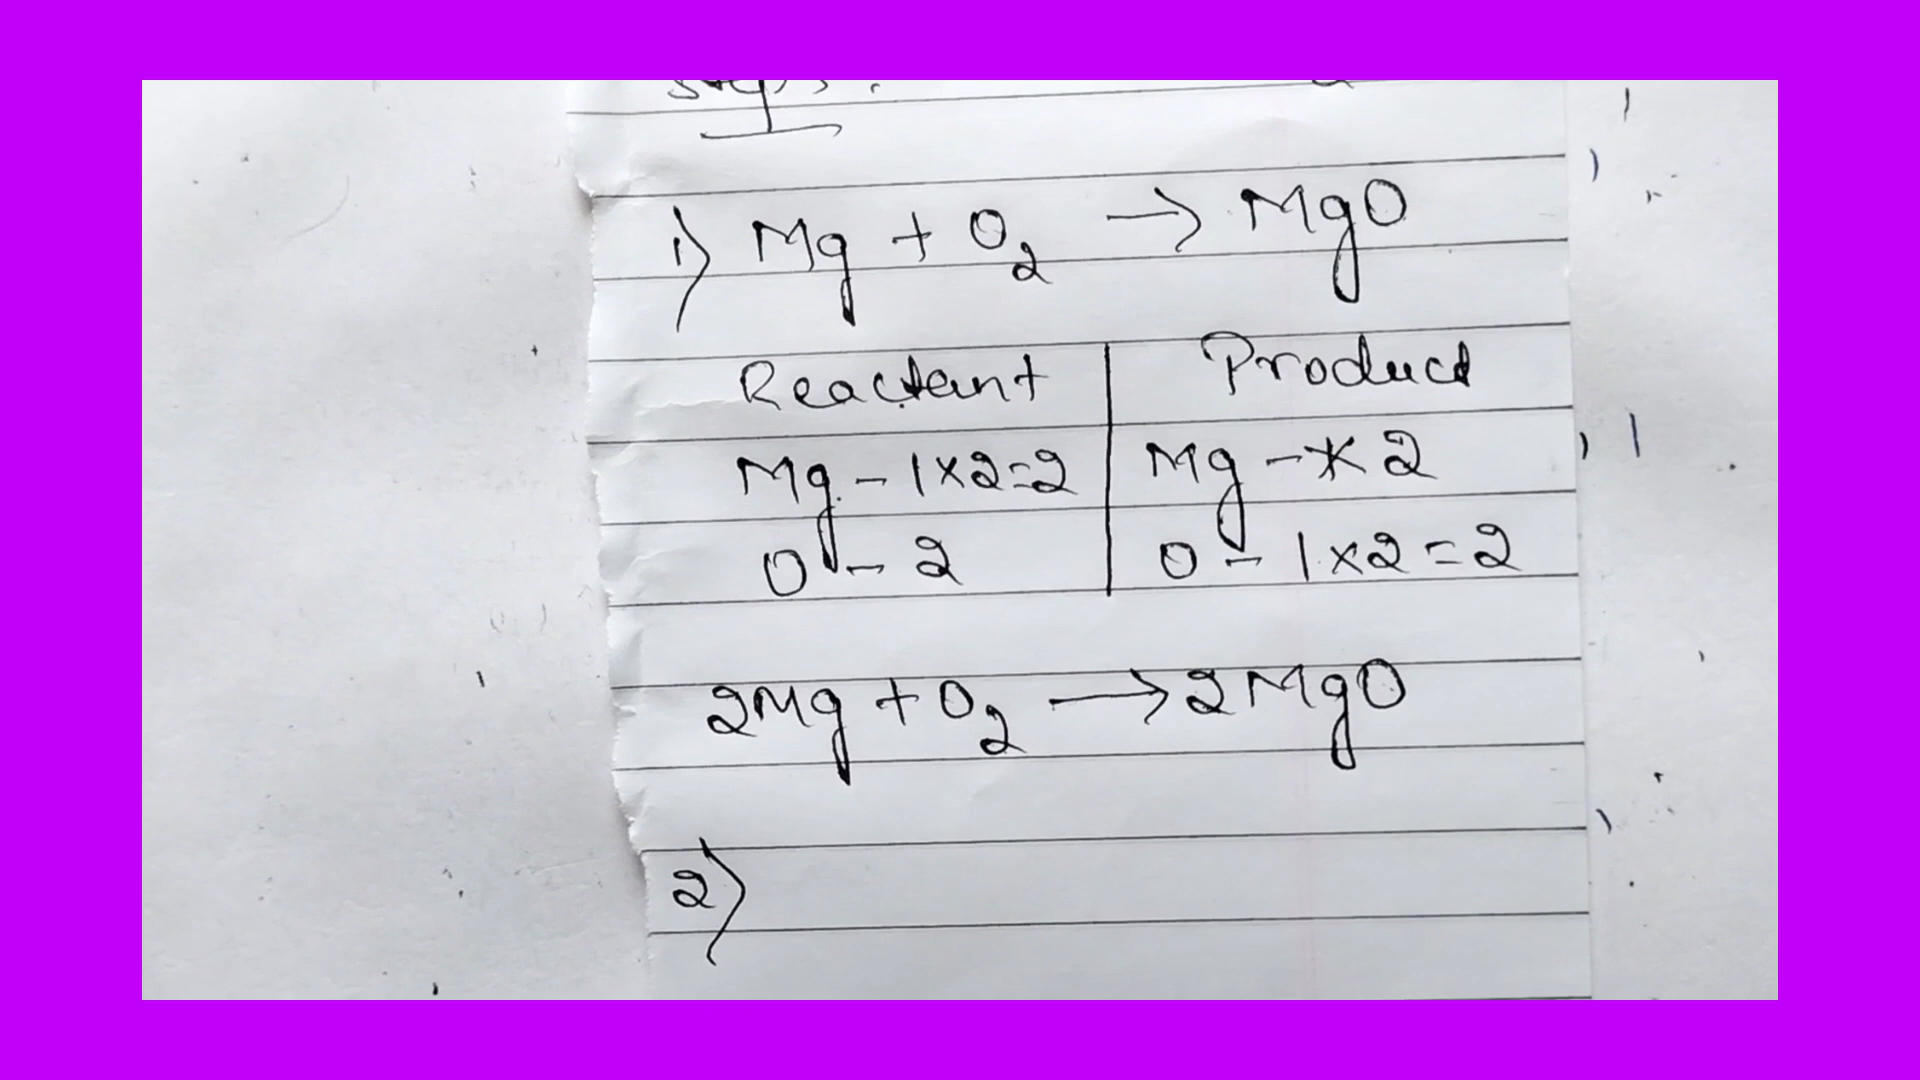 1) Mg + O₂ → MgO
Reactant | Product
Mg - 1×2=2 | Mg - 1 2
O - 2 | O - 1×2=2
2Mg + O₂ → 2MgO
2)